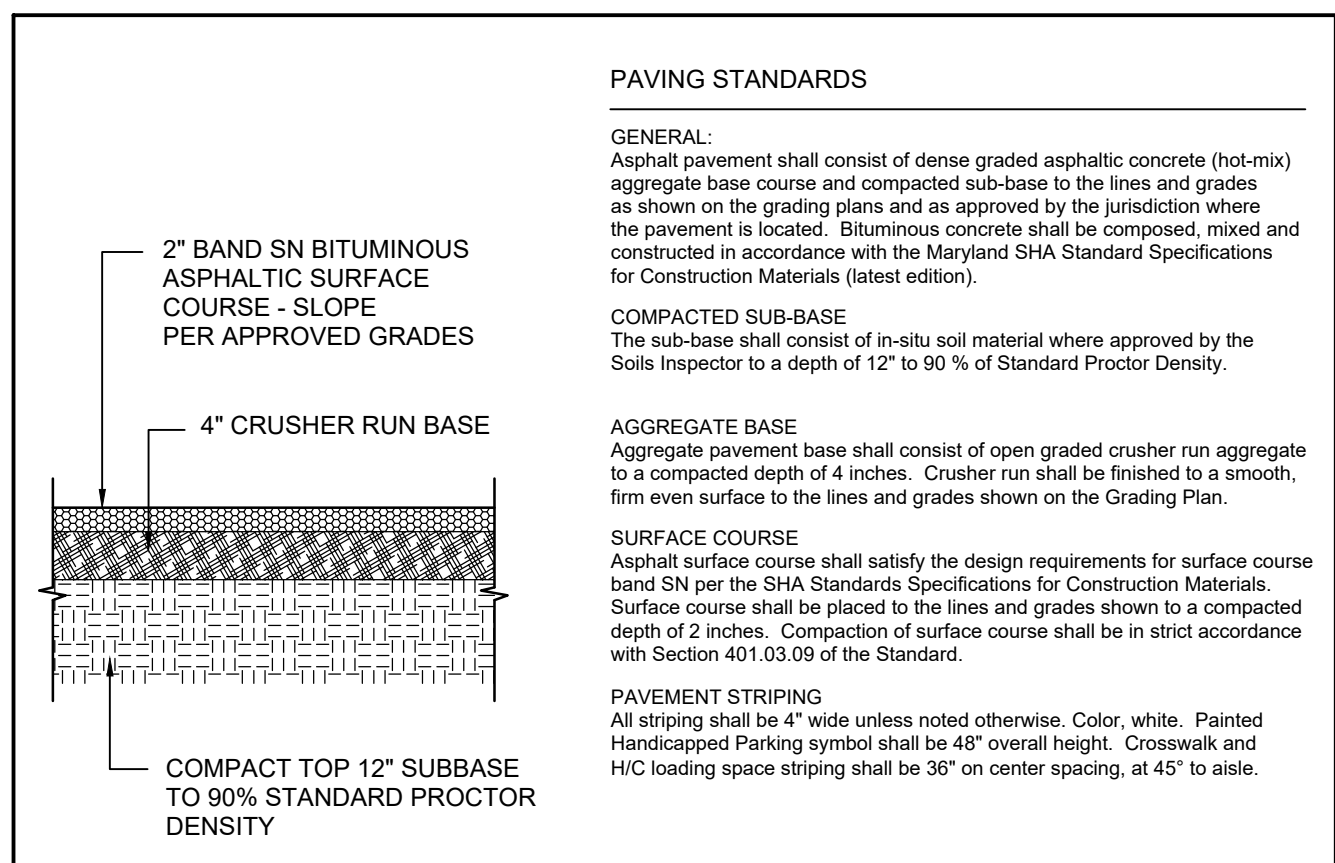 PAVING STANDARDS
GENERAL:
Asphalt pavement shall consist of dense graded asphaltic concrete (hot-mix)
aggregate base course and compacted sub-base to the lines and grades
as shown on the grading plans and as approved by the jurisdiction where
the pavement is located.  Bituminous concrete shall be composed, mixed and
constructed in accordance with the Maryland SHA Standard Specifications
for Construction Materials (latest edition).
COMPACTED SUB-BASE
The sub-base shall consist of in-situ soil material where approved by the
Soils Inspector to a depth of 12" to 90 % of Standard Proctor Density.
AGGREGATE BASE
Aggregate pavement base shall consist of open graded crusher run aggregate
to a compacted depth of 4 inches.  Crusher run shall be finished to a smooth,
firm even surface to the lines and grades shown on the Grading Plan.
SURFACE COURSE
Asphalt surface course shall satisfy the design requirements for surface course
band SN per the SHA Standards Specifications for Construction Materials.
Surface course shall be placed to the lines and grades shown to a compacted
depth of 2 inches.  Compaction of surface course shall be in strict accordance
with Section 401.03.09 of the Standard.
PAVEMENT STRIPING
All striping shall be 4" wide unless noted otherwise. Color, white.  Painted
Handicapped Parking symbol shall be 48" overall height.  Crosswalk and
H/C loading space striping shall be 36" on center spacing, at 45° to aisle.
2" BAND SN BITUMINOUS
ASPHALTIC SURFACE
COURSE - SLOPE
PER APPROVED GRADES
4" CRUSHER RUN BASE
COMPACT TOP 12" SUBBASE
TO 90% STANDARD PROCTOR
DENSITY